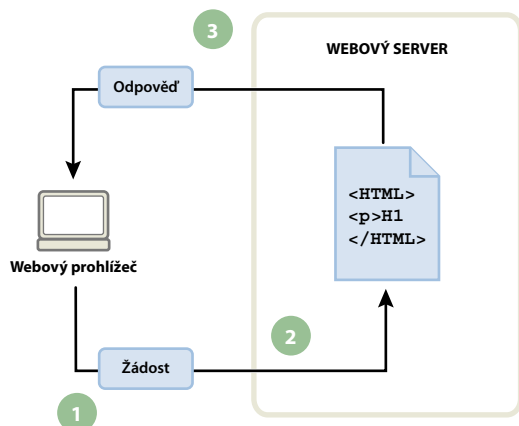 3
WEBOVÝ SERVER
Odpověď
<HTML>
<p>H1
</HTML>
Webový prohlížeč
2
Žádost
1